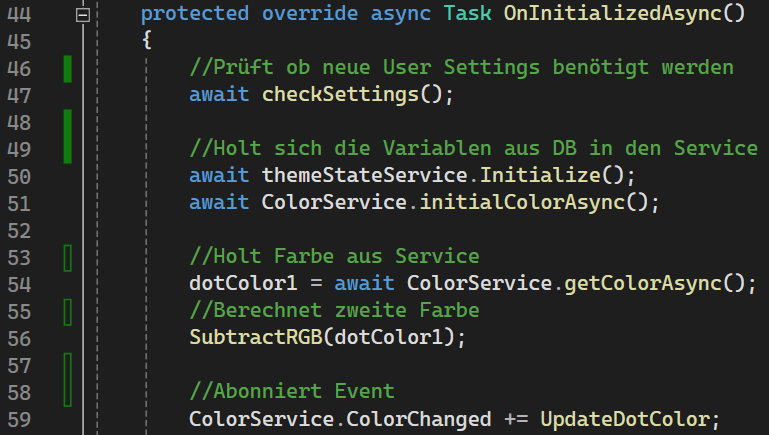 44 protected override async Task OnInitializedAsync()
45 {
46 //Prüft ob neue User Settings benötigt werden
47 await checkSettings();
48
49 //Holt sich die Variablen aus DB in den Service
50 await themeStateService.Initialize();
51 await ColorService.initialColorAsync();
52
53 //Holt Farbe aus Service
54 dotColor1 = await ColorService.getColorAsync();
55 //Berechnet zweite Farbe
56 SubtractRGB(dotColor1);
57
58 //Abonniert Event
59 ColorService.ColorChanged += UpdateDotColor;